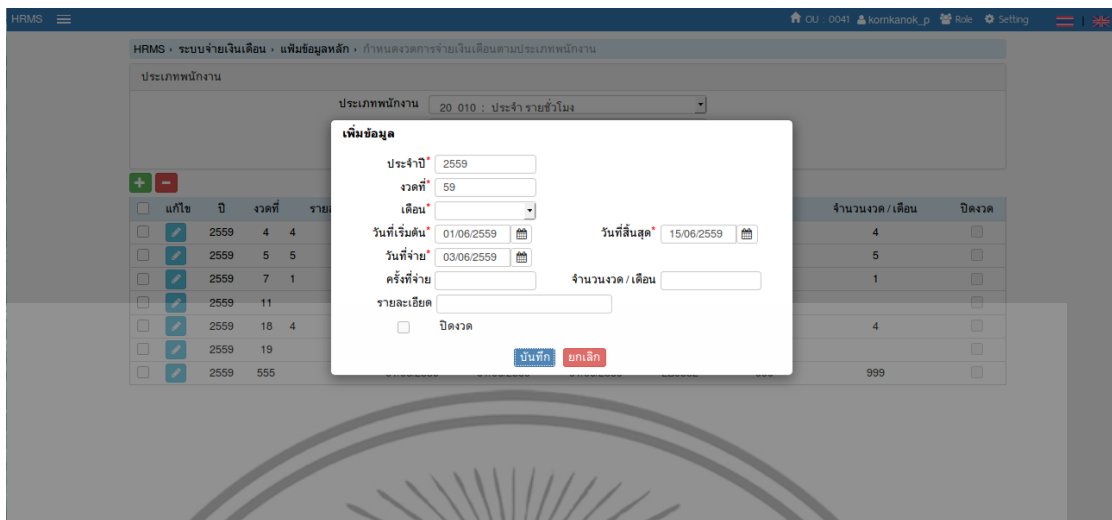 HRMS OU : 0041 kornkanok_p Role Setting
HRMS › ระบบจ่ายเงินเดือน › แฟ้มข้อมูลหลัก › กำหนดงวดการจ่ายเงินเดือนตามประเภทพนักงาน
ประเภทพนักงาน
ประเภทพนักงาน 20 010 : ประจำ รายชั่วโมง
เพิ่มข้อมูล
ประจำปี* 2559
งวดที่* 59
เดือน*
วันที่เริ่มต้น* 01/06/2559 วันที่สิ้นสุด* 15/06/2559
วันที่จ่าย* 03/06/2559
ครั้งที่จ่าย จำนวนงวด / เดือน
รายละเอียด
ปิดงวด
บันทึก ยกเลิก
แก้ไข ปี งวดที่ จำนวนงวด / เดือน ปิดงวด
2559 4 4 4
2559 5 5 5
2559 7 1 1
2559 11
2559 18 4 4
2559 19
2559 555 999